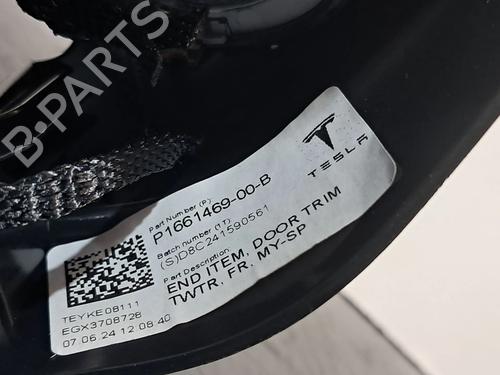 B-PARTS
Part Number (P)
P1661469-00-B
Batch number (1T)
(S)D8C241590561
Part Description
END ITEM, DOOR TRIM
TWTR, FR, MY-SP
TESLA
TEYKE08111
EGX370B728
07.06.24 12:08:40